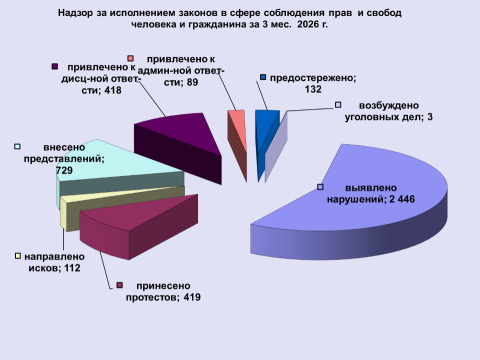 Надзор за исполнением законов в сфере соблюдения прав и свобод
человека и гражданина за 3 мес. 2026 г.
привлечено к
админ-ной ответ-
сти; 89
привлечено к
дисц-ной ответ-
сти; 418
предостережено;
132
возбуждено
уголовных дел; 3
внесено
представлений;
729
выявлено
нарушений; 2 446
направлено
исков; 112
принесено
протестов; 419